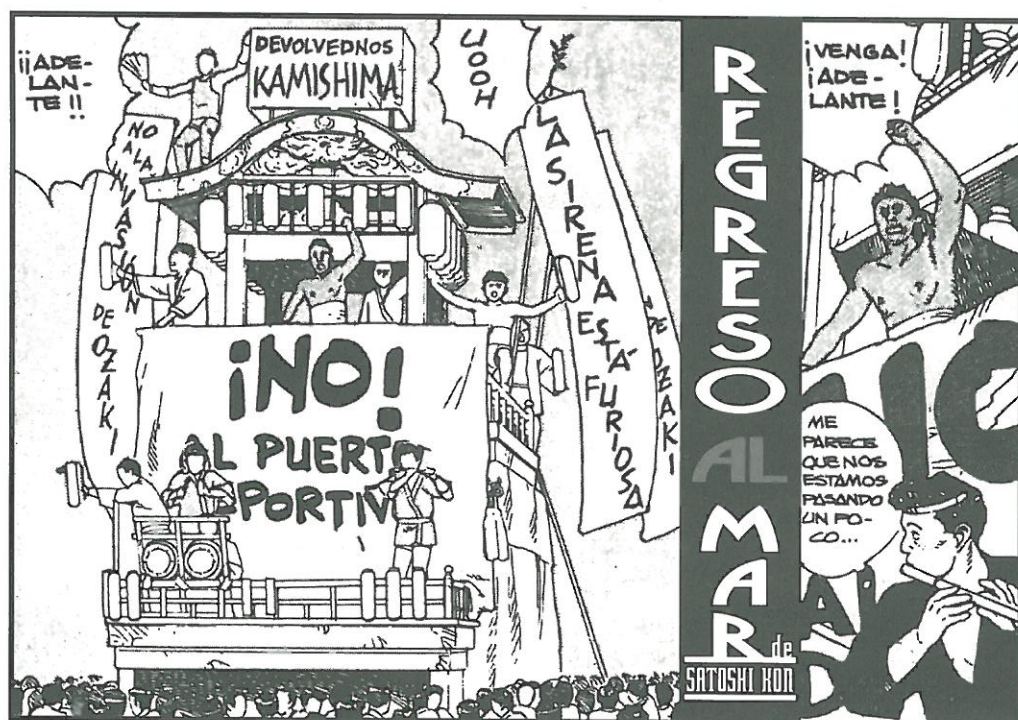 ¡¡ADE-
LAN-
TE!!
DEVOLVEDNOS
KAMISHIMA
UOOH
NO
A LA
INVASIÓN
DE OZAKI
LA SIRENA ESTÁ FURIOSA
DE OZAKI
¡NO!
AL PUERTO
PORTIV
REGRESO
AL
MAR
de
SATOSHI KON
¡VENGA!
¡ADE-
LANTE!
ME
PARECE
QUE NOS
ESTAMOS
PASANDO
UN PO-
CO...